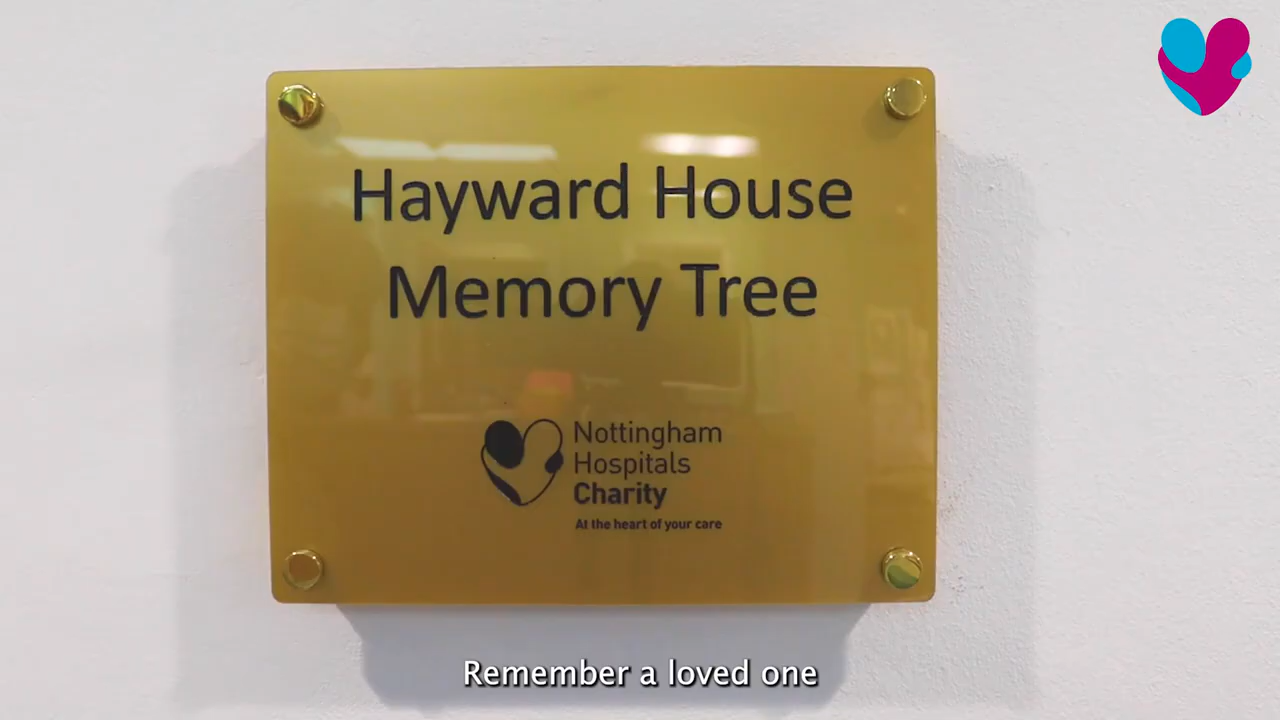 Hayward House
Memory Tree
Nottingham
Hospitals
Charity
At the heart of your care
Remember a loved one